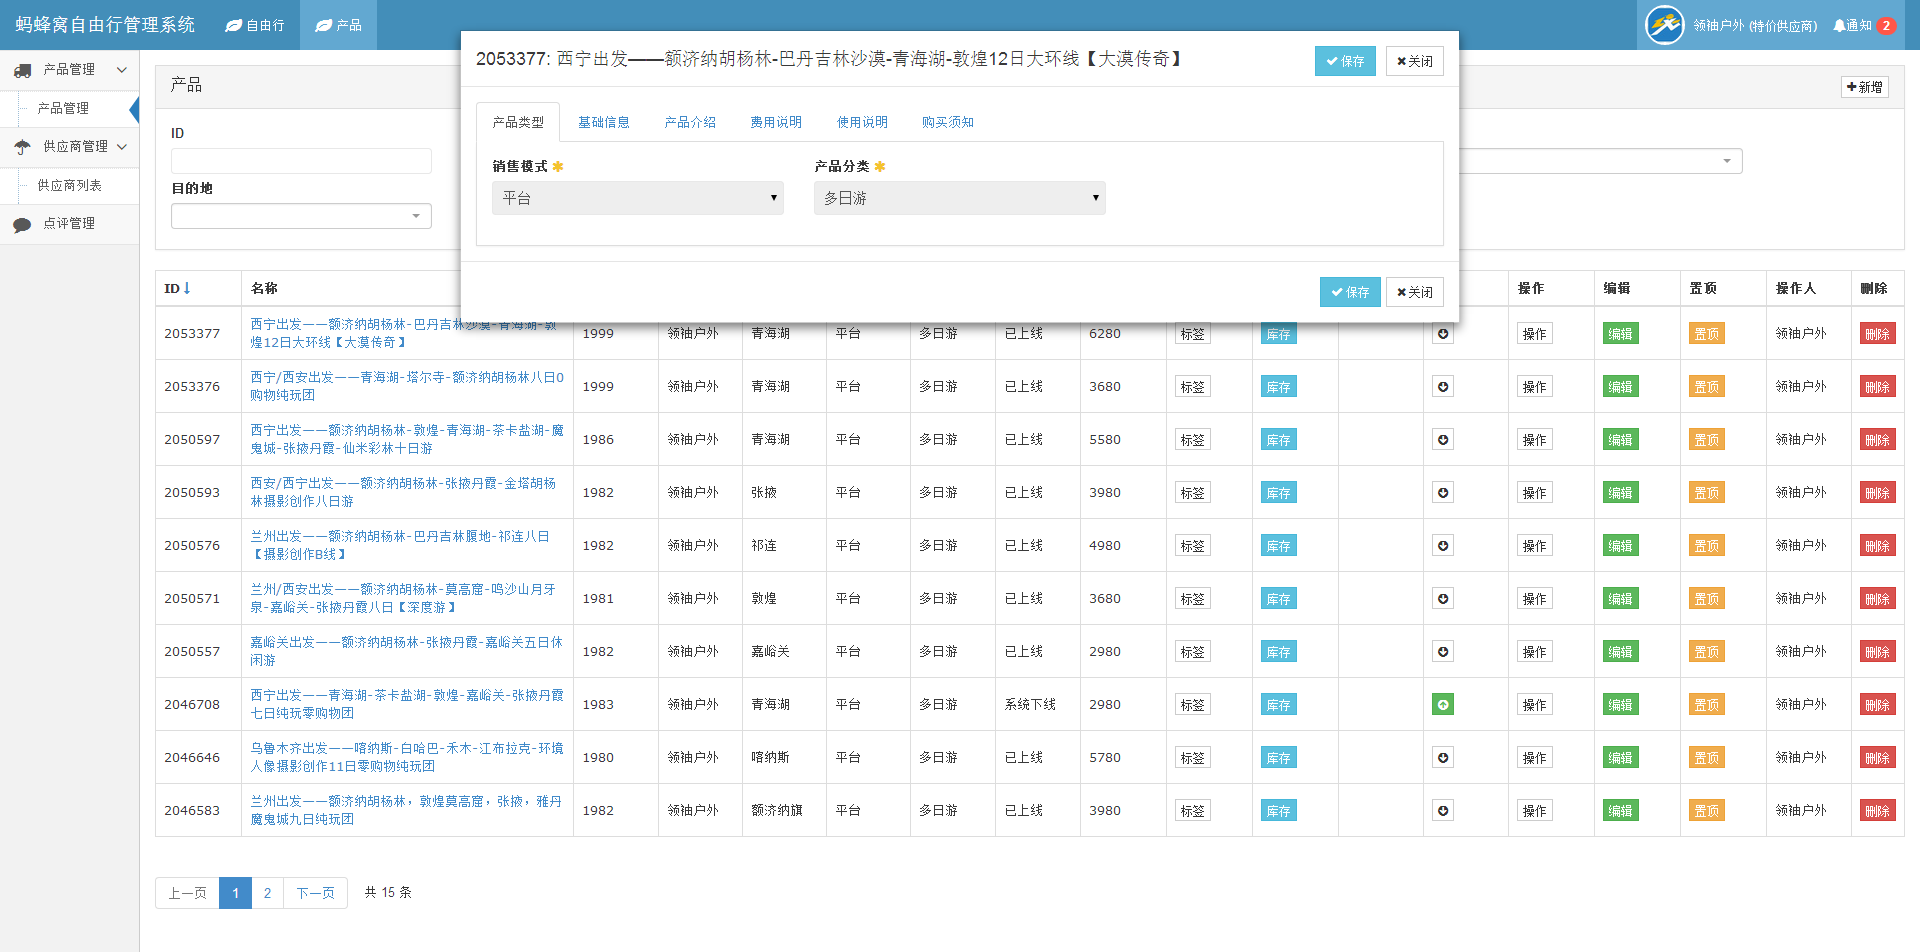 蚂蜂窝自由行管理系统 自由行 产品 领袖户外 (特价供应商) 通知 2
产品管理
产品管理
供应商管理
供应商列表
点评管理
产品
新增
ID
目的地
2053377: 西宁出发——额济纳胡杨林-巴丹吉林沙漠-青海湖-敦煌12日大环线【大漠传奇】 保存 关闭
产品类型 基础信息 产品介绍 费用说明 使用说明 购买须知
销售模式 产品分类
平台 多日游
保存 关闭
ID 名称 操作 编辑 置顶 操作人 删除
2053377 西宁出发——额济纳胡杨林-巴丹吉林沙漠-青海湖-敦 1999 领袖户外 青海湖 平台 多日游 已上线 6280 标签 库存 操作 编辑 置顶 领袖户外 删除
煌12日大环线【大漠传奇】
2053376 西宁/西安出发——青海湖-塔尔寺-额济纳胡杨林八日0 1999 领袖户外 青海湖 平台 多日游 已上线 3680 标签 库存 操作 编辑 置顶 领袖户外 删除
购物纯玩团
2050597 西宁出发——额济纳胡杨林-敦煌-青海湖-茶卡盐湖-魔 1986 领袖户外 青海湖 平台 多日游 已上线 5580 标签 库存 操作 编辑 置顶 领袖户外 删除
鬼城-张掖丹霞-仙米彩林十日游
2050593 西安/西宁出发——额济纳胡杨林-张掖丹霞-金塔胡杨 1982 领袖户外 张掖 平台 多日游 已上线 3980 标签 库存 操作 编辑 置顶 领袖户外 删除
林摄影创作八日游
2050576 兰州出发——额济纳胡杨林-巴丹吉林腹地-祁连八日 1982 领袖户外 祁连 平台 多日游 已上线 4980 标签 库存 操作 编辑 置顶 领袖户外 删除
【摄影创作B线】
2050571 兰州/西安出发——额济纳胡杨林-莫高窟-鸣沙山月牙 1981 领袖户外 敦煌 平台 多日游 已上线 3680 标签 库存 操作 编辑 置顶 领袖户外 删除
泉-嘉峪关-张掖丹霞八日【深度游】
2050557 嘉峪关出发——额济纳胡杨林-张掖丹霞-嘉峪关五日休 1982 领袖户外 嘉峪关 平台 多日游 已上线 2980 标签 库存 操作 编辑 置顶 领袖户外 删除
闲游
2046708 西宁出发——青海湖-茶卡盐湖-敦煌-嘉峪关-张掖丹霞 1983 领袖户外 青海湖 平台 多日游 系统下线 2980 标签 库存 操作 编辑 置顶 领袖户外 删除
七日纯玩零购物团
2046646 乌鲁木齐出发——喀纳斯-白哈巴-禾木-江布拉克-环境 1980 领袖户外 喀纳斯 平台 多日游 已上线 5780 标签 库存 操作 编辑 置顶 领袖户外 删除
人像摄影创作11日零购物纯玩团
2046583 兰州出发——额济纳胡杨林，敦煌莫高窟，张掖，雅丹 1982 领袖户外 额济纳旗 平台 多日游 已上线 3980 标签 库存 操作 编辑 置顶 领袖户外 删除
魔鬼城九日纯玩团
上一页 1 2 下一页 共 15 条